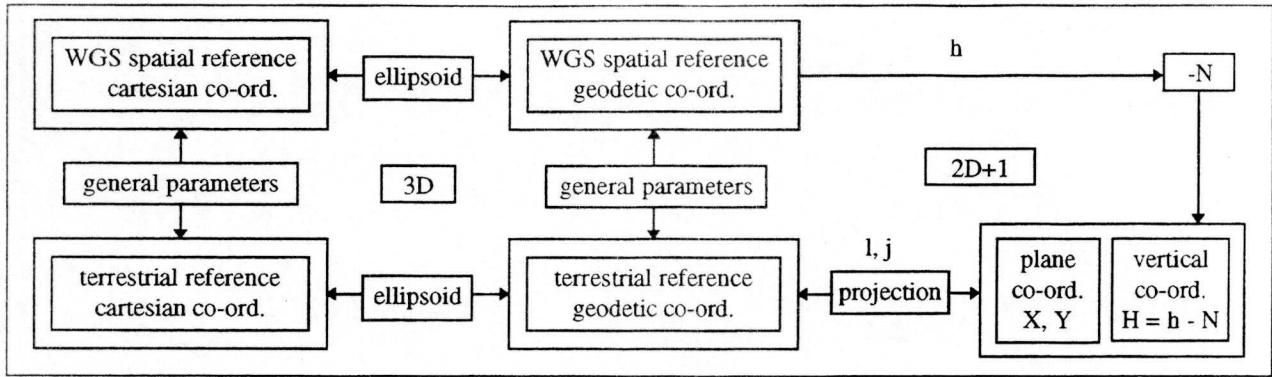 WGS spatial reference
cartesian co-ord.
ellipsoid
WGS spatial reference
geodetic co-ord.
h
-N
general parameters
3D
general parameters
2D+1
terrestrial reference
cartesian co-ord.
ellipsoid
terrestrial reference
geodetic co-ord.
l, j
projection
plane
co-ord.
X, Y
vertical
co-ord.
H = h - N